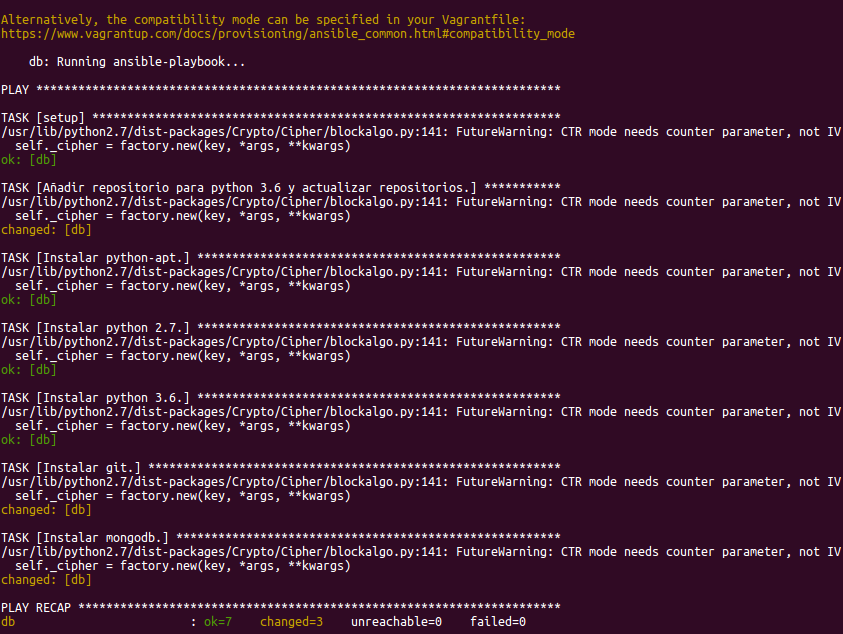 Alternatively, the compatibility mode can be specified in your Vagrantfile:
https://www.vagrantup.com/docs/provisioning/ansible_common.html#compatibility_mode
    db: Running ansible-playbook...
PLAY ***************************************************************************
TASK [setup] *******************************************************************
/usr/lib/python2.7/dist-packages/Crypto/Cipher/blockalgo.py:141: FutureWarning: CTR mode needs counter parameter, not IV
  self._cipher = factory.new(key, *args, **kwargs)
ok: [db]
TASK [Añadir repositorio para python 3.6 y actualizar repositorios.] ***********
/usr/lib/python2.7/dist-packages/Crypto/Cipher/blockalgo.py:141: FutureWarning: CTR mode needs counter parameter, not IV
  self._cipher = factory.new(key, *args, **kwargs)
changed: [db]
TASK [Instalar python-apt.] ****************************************************
/usr/lib/python2.7/dist-packages/Crypto/Cipher/blockalgo.py:141: FutureWarning: CTR mode needs counter parameter, not IV
  self._cipher = factory.new(key, *args, **kwargs)
ok: [db]
TASK [Instalar python 2.7.] ****************************************************
/usr/lib/python2.7/dist-packages/Crypto/Cipher/blockalgo.py:141: FutureWarning: CTR mode needs counter parameter, not IV
  self._cipher = factory.new(key, *args, **kwargs)
ok: [db]
TASK [Instalar python 3.6.] ****************************************************
/usr/lib/python2.7/dist-packages/Crypto/Cipher/blockalgo.py:141: FutureWarning: CTR mode needs counter parameter, not IV
  self._cipher = factory.new(key, *args, **kwargs)
ok: [db]
TASK [Instalar git.] ***********************************************************
/usr/lib/python2.7/dist-packages/Crypto/Cipher/blockalgo.py:141: FutureWarning: CTR mode needs counter parameter, not IV
  self._cipher = factory.new(key, *args, **kwargs)
changed: [db]
TASK [Instalar mongodb.] *******************************************************
/usr/lib/python2.7/dist-packages/Crypto/Cipher/blockalgo.py:141: FutureWarning: CTR mode needs counter parameter, not IV
  self._cipher = factory.new(key, *args, **kwargs)
changed: [db]
PLAY RECAP *********************************************************************
db                         : ok=7    changed=3    unreachable=0    failed=0